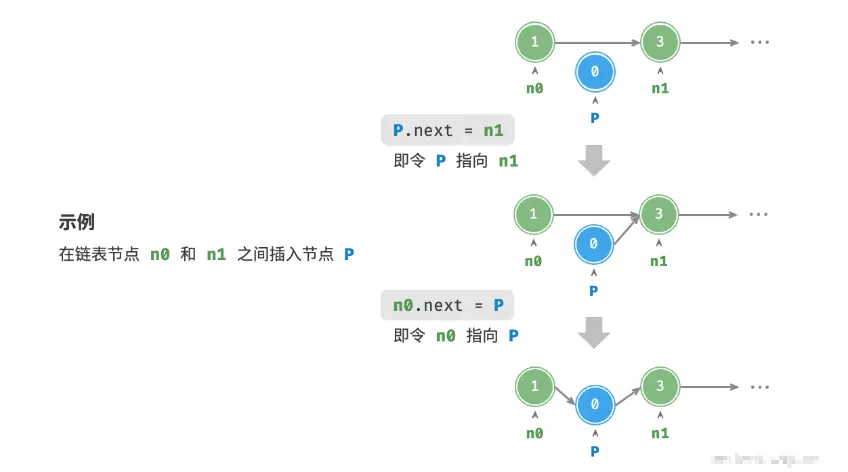 1 3 ...
0
n0 n1
P
P.next = n1
即令 P 指向 n1
1 3 ...
示例
0
在链表节点 n0 和 n1 之间插入节点 P
n0 n1
P
n0.next = P
即令 n0 指向 P
1 3 ...
0
n0 n1
P